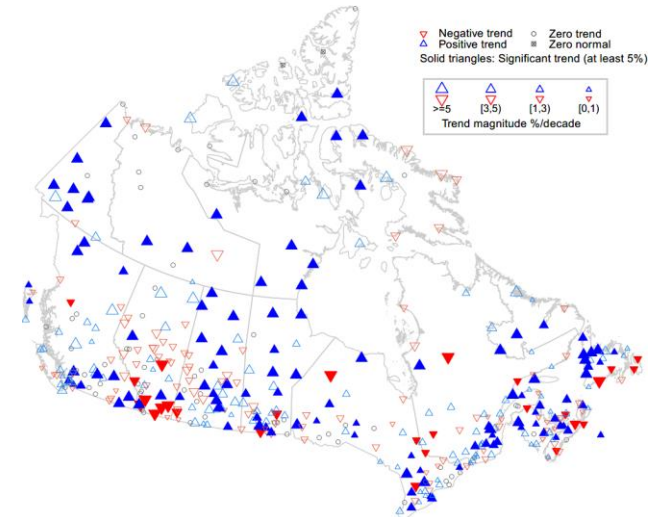 Negative trend Zero trend
Positive trend Zero normal
Solid triangles: Significant trend (at least 5%)
>=5 [3,5) [1,3) [0,1)
Trend magnitude %/decade